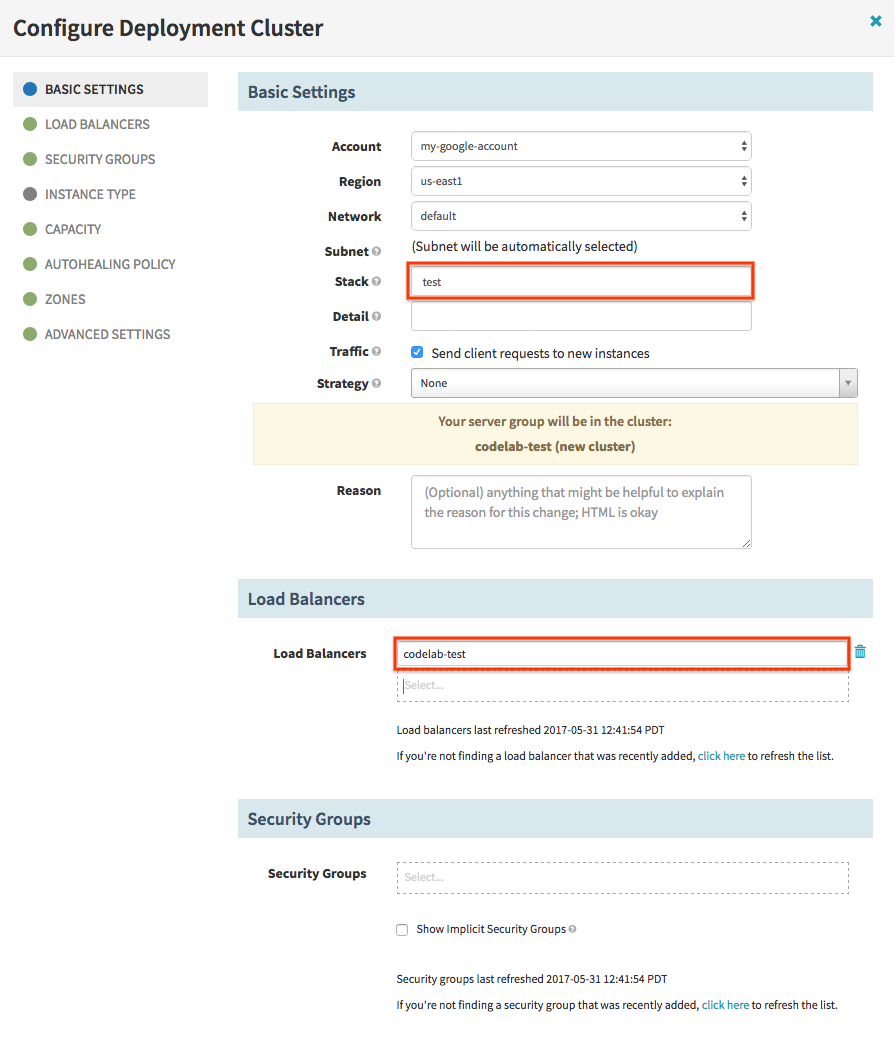 Configure Deployment Cluster
BASIC SETTINGS
LOAD BALANCERS
SECURITY GROUPS
INSTANCE TYPE
CAPACITY
AUTOHEALING POLICY
ZONES
ADVANCED SETTINGS
Basic Settings
Account my-google-account
Region us-east1
Network default
Subnet (Subnet will be automatically selected)
Stack test
Detail
Traffic Send client requests to new instances
Strategy None
Your server group will be in the cluster:
codelab-test (new cluster)
Reason (Optional) anything that might be helpful to explain
the reason for this change; HTML is okay
Load Balancers
Load Balancers codelab-test
Select...
Load balancers last refreshed 2017-05-31 12:41:54 PDT
If you're not finding a load balancer that was recently added, click here to refresh the list.
Security Groups
Security Groups Select...
Show Implicit Security Groups
Security groups last refreshed 2017-05-31 12:41:54 PDT
If you're not finding a security group that was recently added, click here to refresh the list.